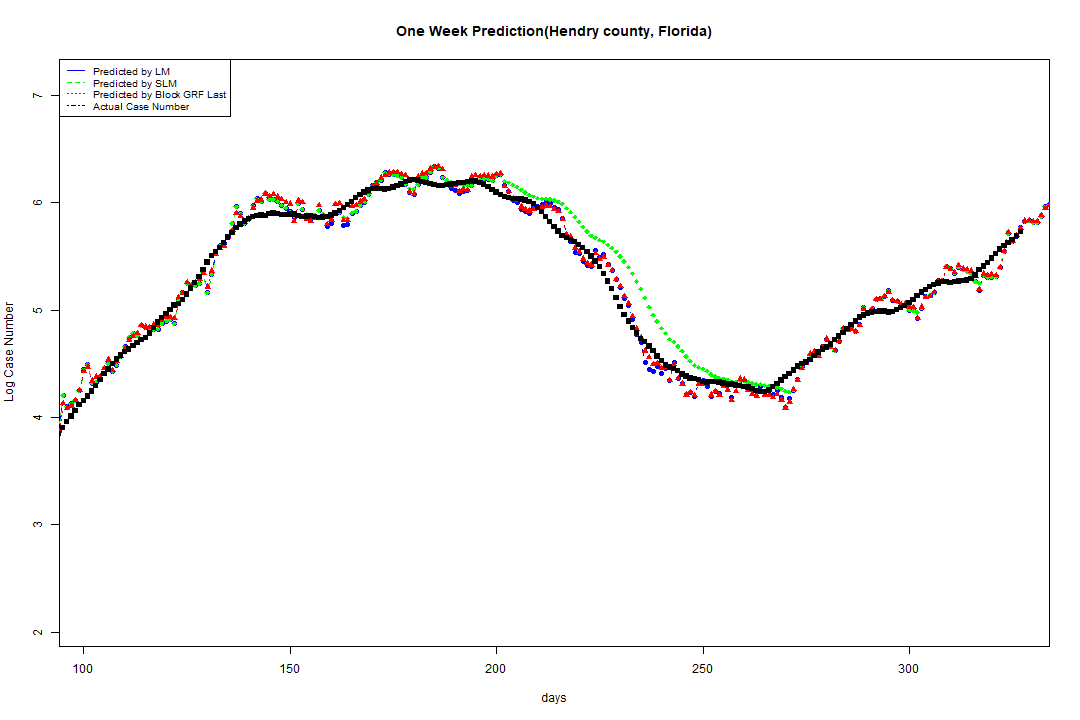 One Week Prediction(Hendry county, Florida)
Predicted by LM
Predicted by SLM
Predicted by Block GRF Last
Actual Case Number
7
6
5
4
3
2
Log Case Number
100 150 200 250 300
days